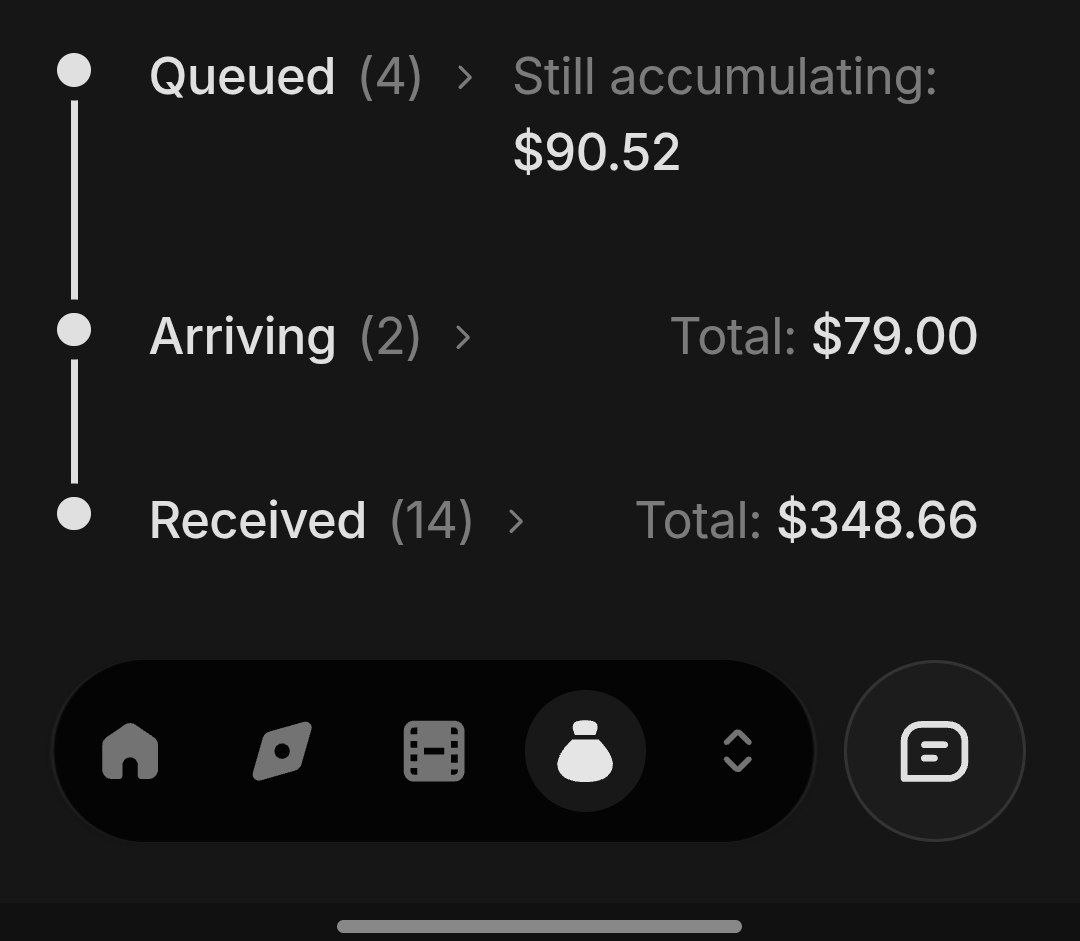 Queued (4) > Still accumulating:
$90.52
Arriving (2) > Total: $79.00
Received (14) > Total: $348.66